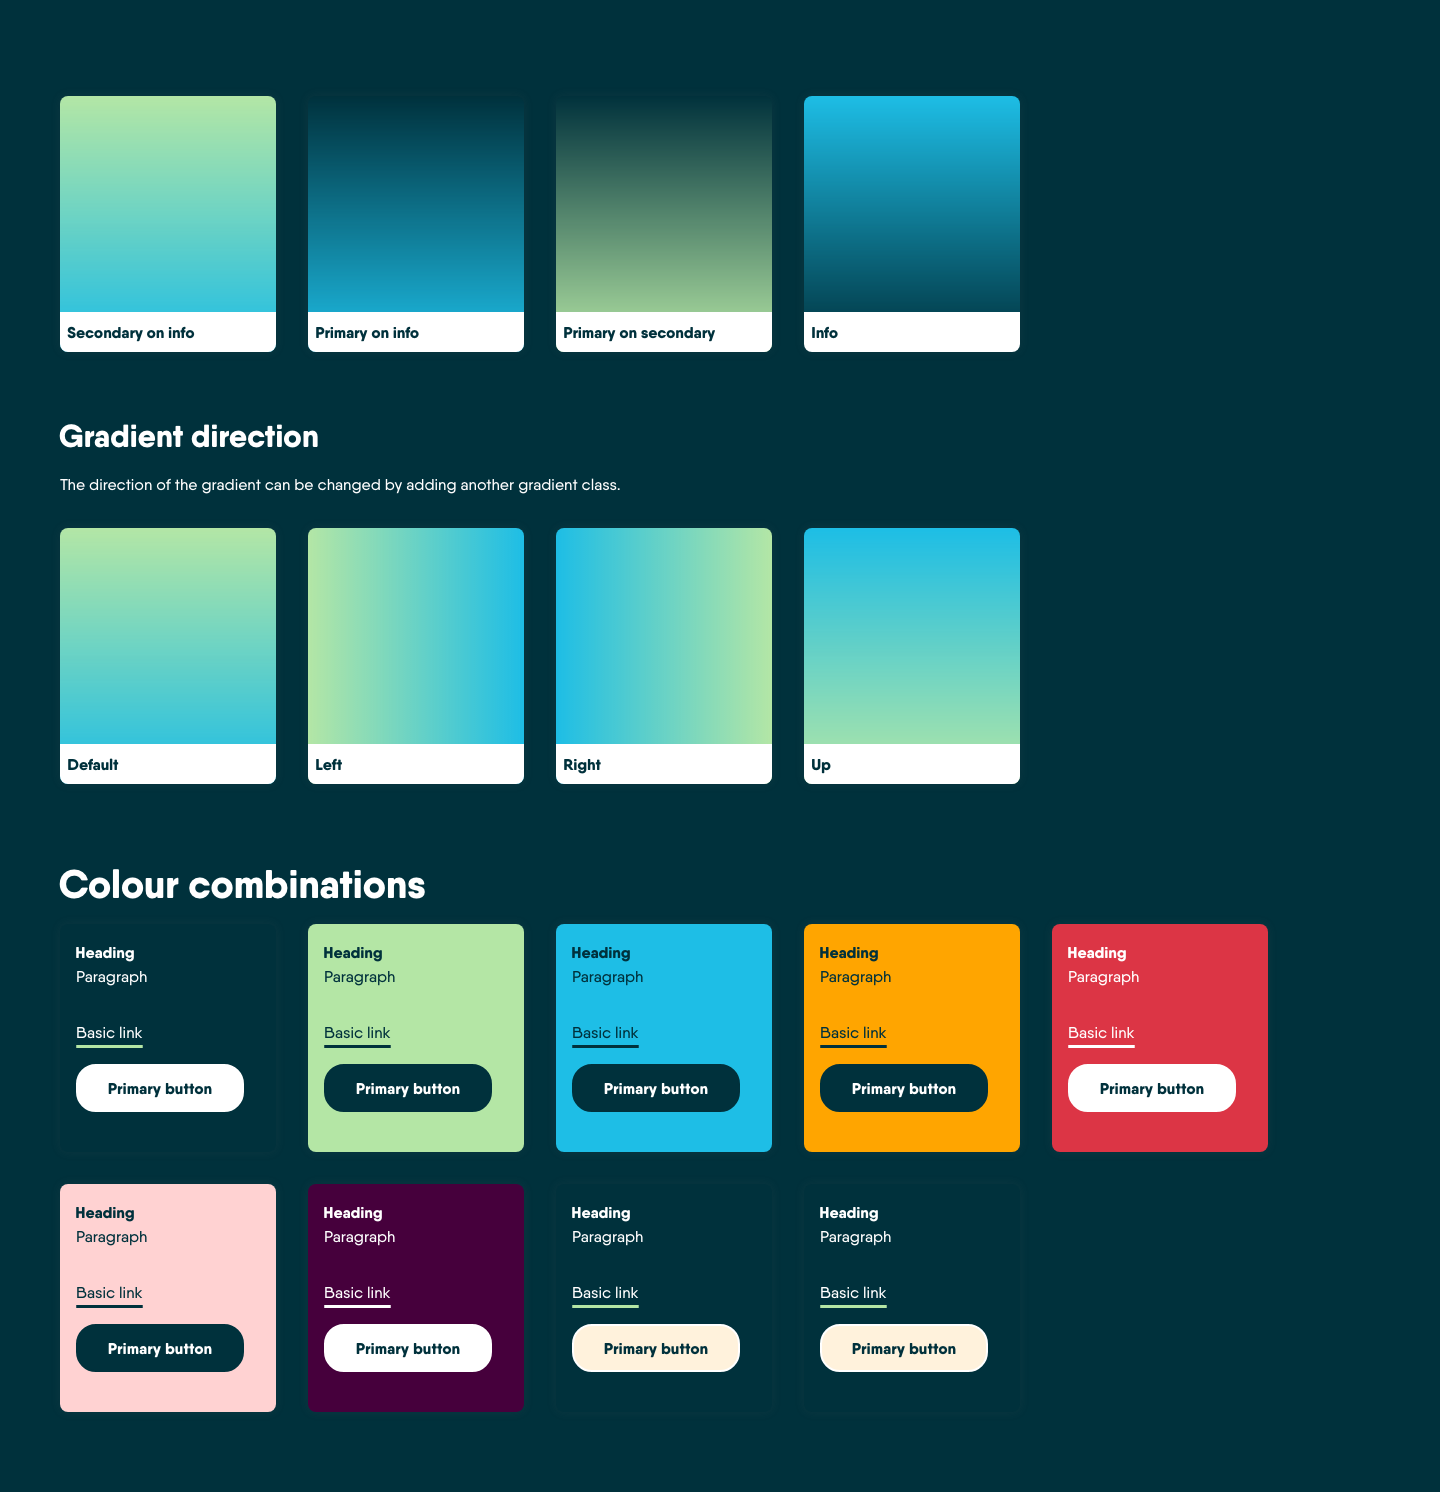 Secondary on info
Primary on info
Primary on secondary
Info
Gradient direction
The direction of the gradient can be changed by adding another gradient class.
Default
Left
Right
Up
Colour combinations
Heading
Paragraph
Basic link
Primary button
Heading
Paragraph
Basic link
Primary button
Heading
Paragraph
Basic link
Primary button
Heading
Paragraph
Basic link
Primary button
Heading
Paragraph
Basic link
Primary button
Heading
Paragraph
Basic link
Primary button
Heading
Paragraph
Basic link
Primary button
Heading
Paragraph
Basic link
Primary button
Heading
Paragraph
Basic link
Primary button